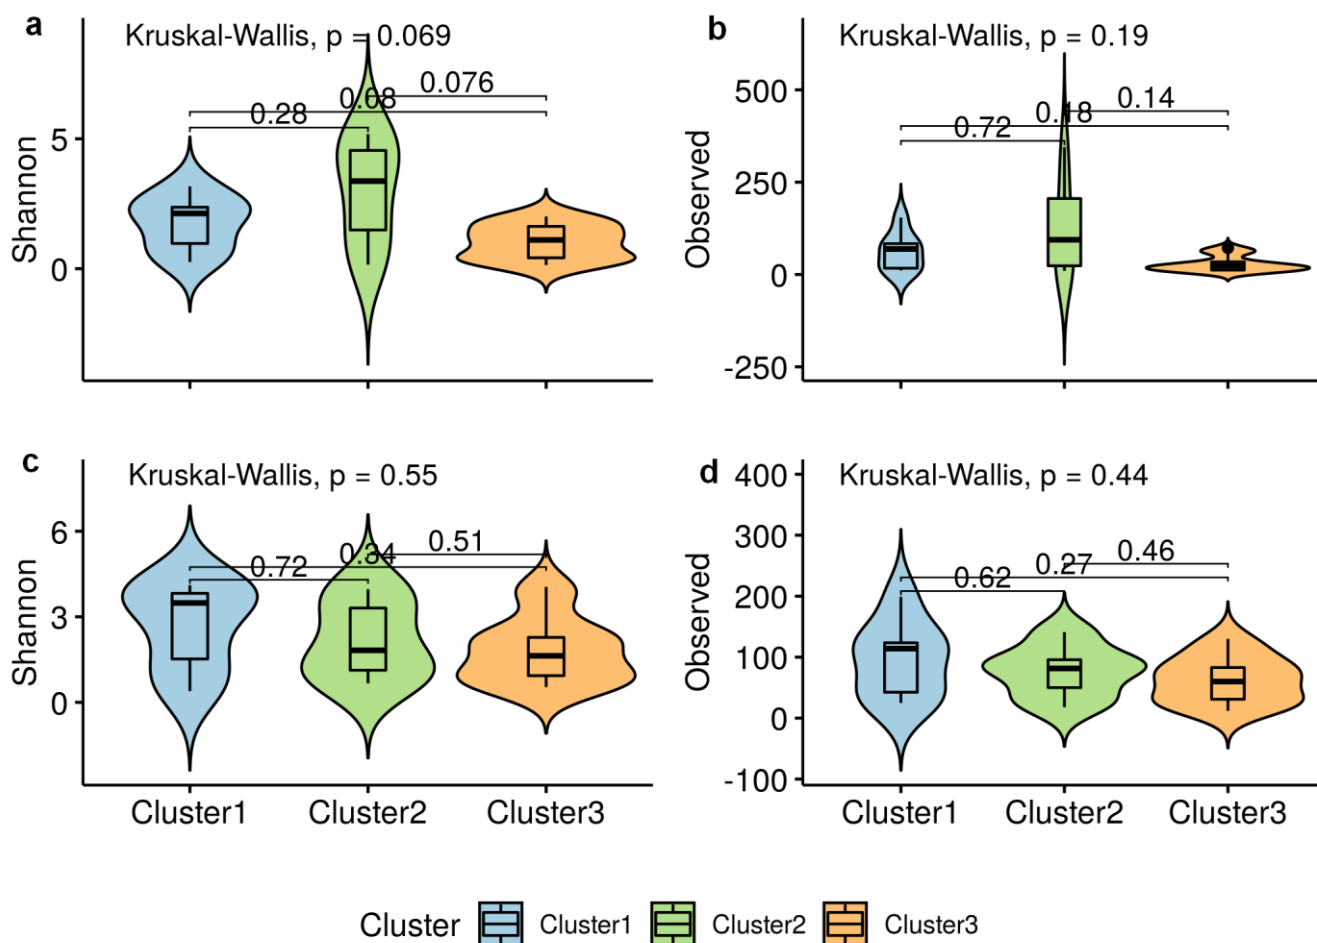 a
Kruskal-Wallis, p = 0.069
0.076
0.08
0.28
5
0
Shannon
b
Kruskal-Wallis, p = 0.19
0.14
0.18
0.72
500
250
0
-250
Observed
c
Kruskal-Wallis, p = 0.55
0.51
0.34
0.72
6
3
0
Shannon
Cluster1 Cluster2 Cluster3
d
Kruskal-Wallis, p = 0.44
0.46
0.27
0.62
400
300
200
100
0
-100
Observed
Cluster1 Cluster2 Cluster3
Cluster Cluster1 Cluster2 Cluster3